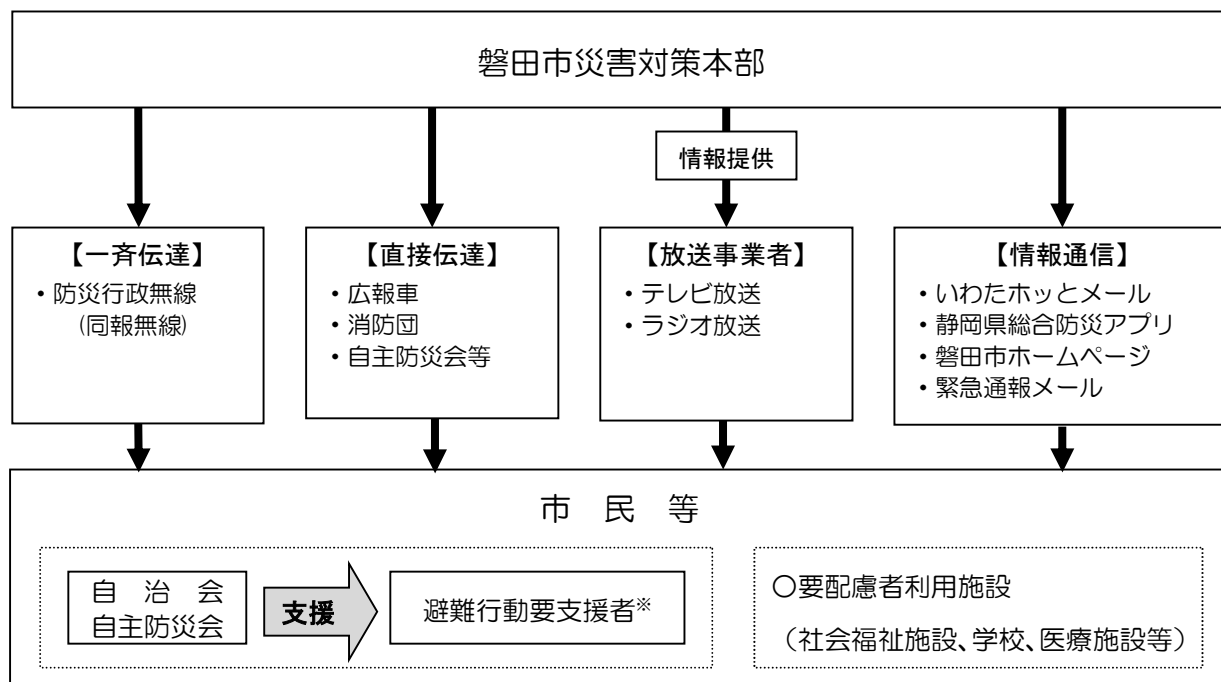 磐田市災害対策本部
情報提供
【一斉伝達】
・防災行政無線
(同報無線)
【直接伝達】
・広報車
・消防団
・自主防災会等
【放送事業者】
・テレビ放送
・ラジオ放送
【情報通信】
・いわたホッとメール
・静岡県総合防災アプリ
・磐田市ホームページ
・緊急通報メール
市 民 等
自 治 会
自主防災会
支援
避難行動要支援者※
〇要配慮者利用施設
（社会福祉施設、学校、医療施設等）